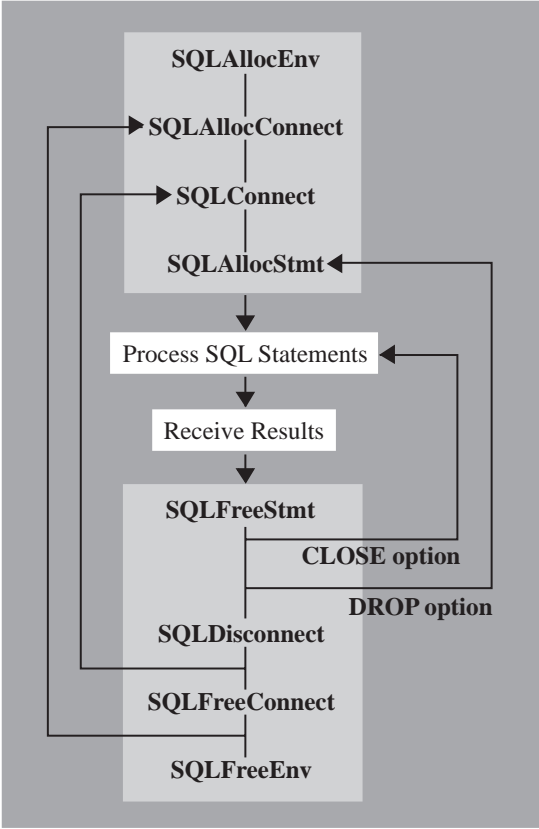 SQLAllocEnv
SQLAllocConnect
SQLConnect
SQLAllocStmt
Process SQL Statements
Receive Results
SQLFreeStmt
CLOSE option
DROP option
SQLDisconnect
SQLFreeConnect
SQLFreeEnv